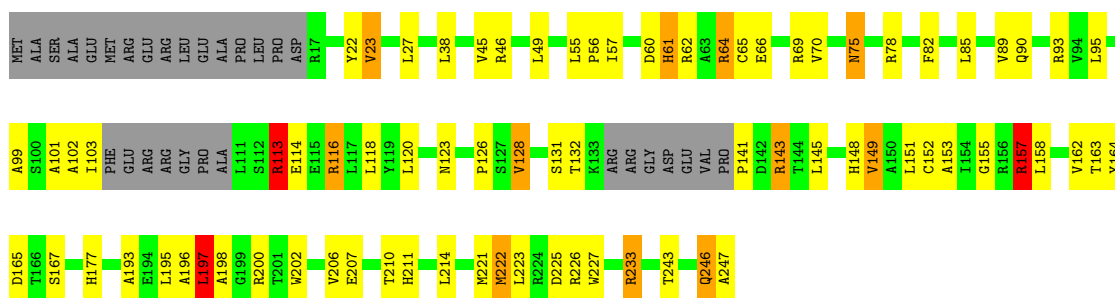 MET ALA SER ALA GLU MET ARG GLU ARG LEU GLU ALA PRO LEU PRO ASP R17 Y22 V23 L27 L38 V45 R46 L49 L55 P56 I57 D60 H61 R62 A63 R64 C65 E66 R69 V70 N75 R78 F82 L85 V89 Q90 R93 V94 L95
A99 S100 A101 A102 I103 PHE GLU ARG ARG GLY PRO ALA L111 S112 R113 E114 E115 R116 L117 L118 Y119 L120 N123 P126 S127 V128 S131 T132 K133 ARG ARG GLY ASP GLU VAL PRO P141 D142 R143 T144 L145 H148 V149 A150 L151 C152 A153 I154 G155 R156 R157 L158 V162 T163 Y164
D165 T166 S167 H177 A193 E194 L195 A196 L197 A198 G199 R200 T201 W202 V206 E207 T210 H211 L214 M221 M222 L223 R224 D225 R226 W227 R233 T243 Q246 A247